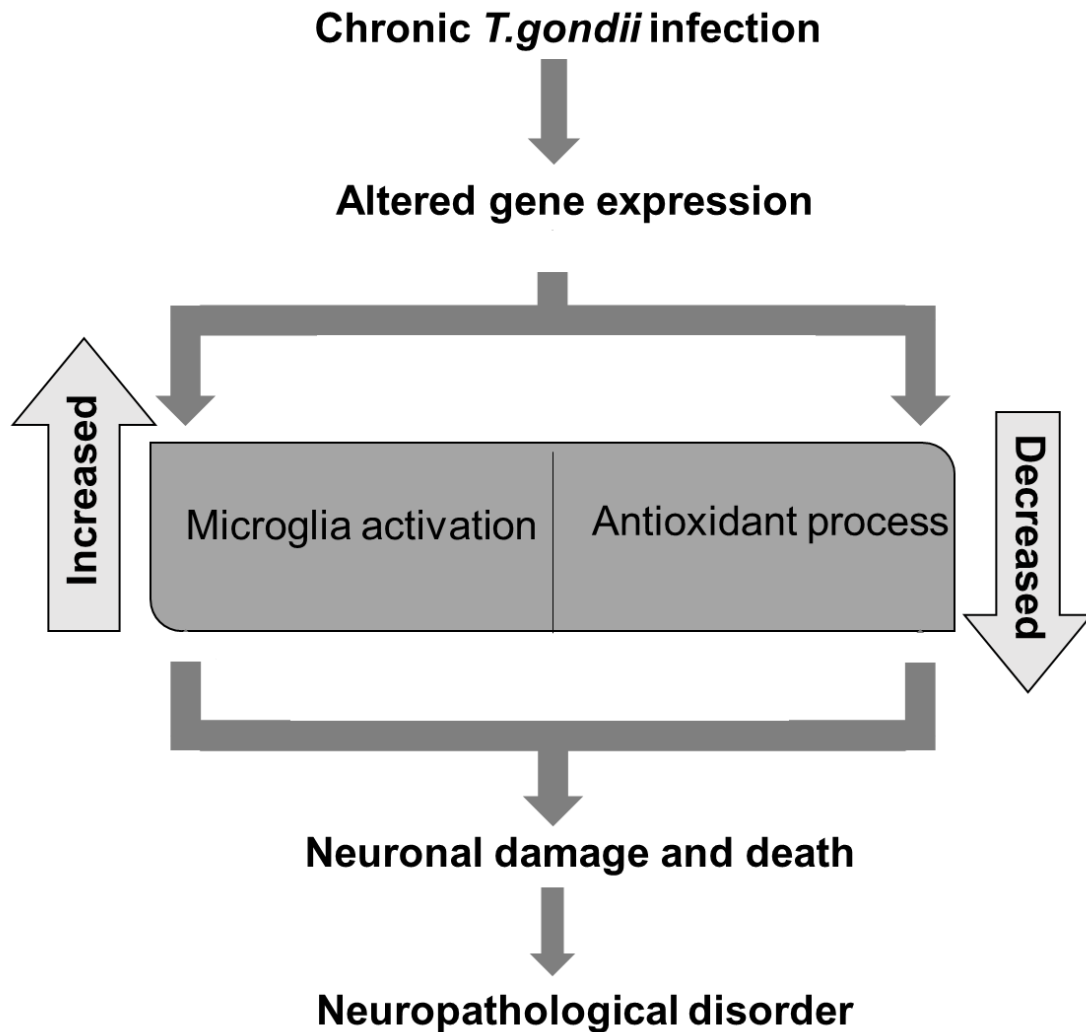 Chronic T.gondii infection
Altered gene expression
Increased
Microglia activation
Antioxidant process
Decreased
Neuronal damage and death
Neuropathological disorder